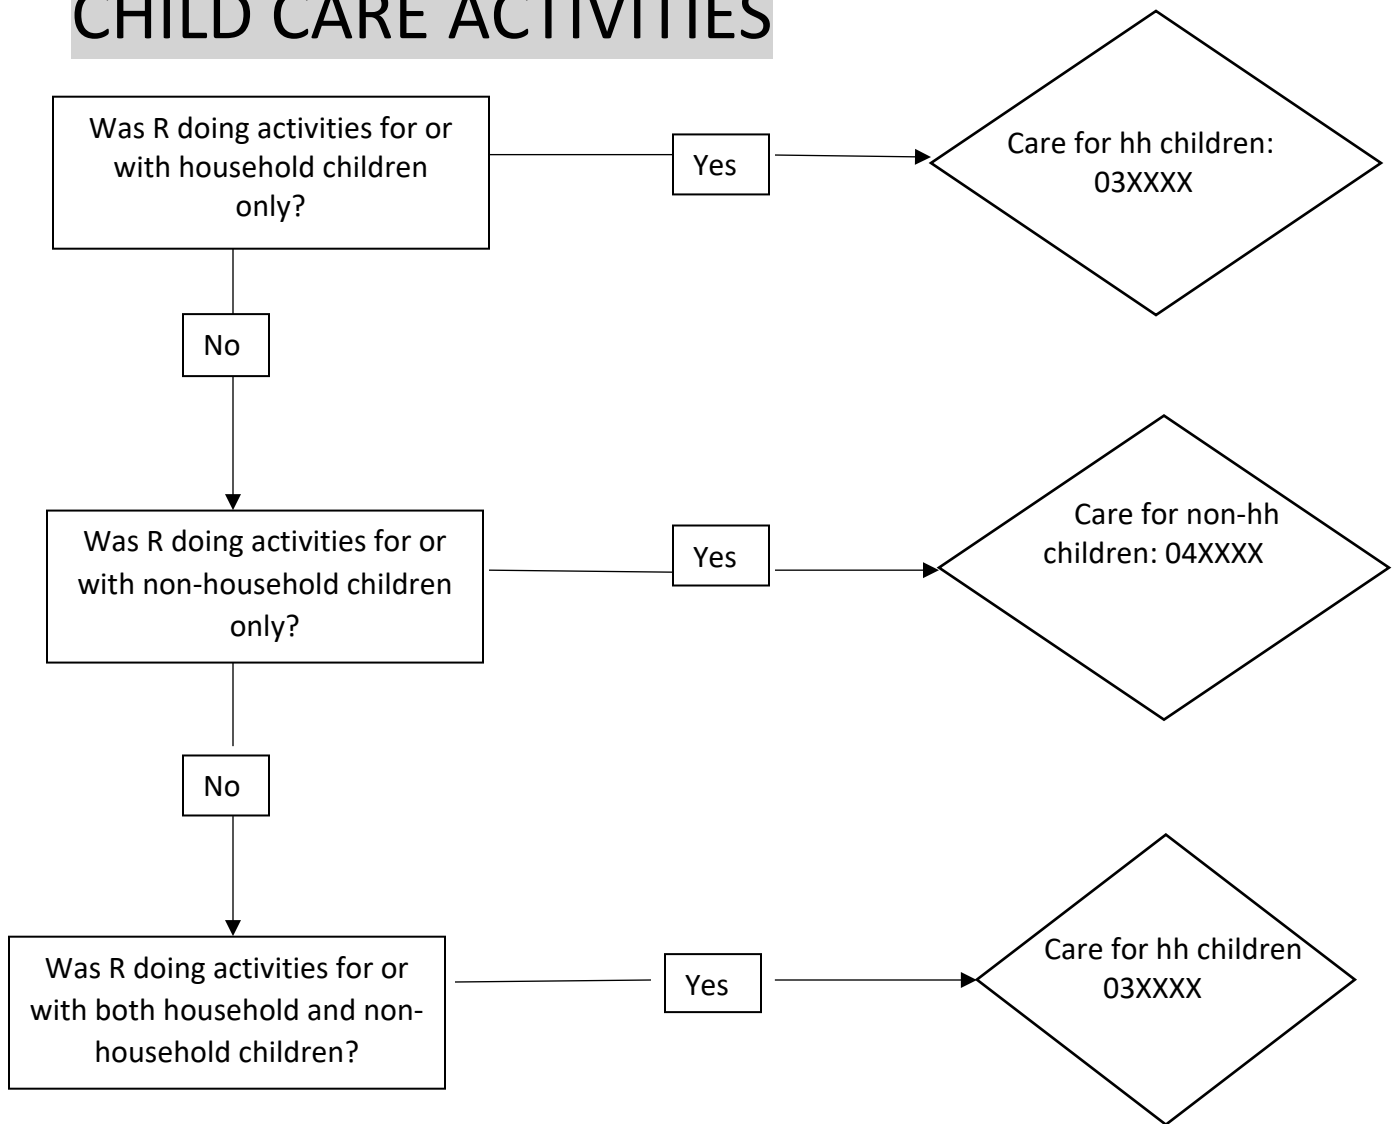 CHILD CARE ACTIVITIES
Was R doing activities for or
with household children
only?
Yes
Care for hh children:
03XXXX
No
Was R doing activities for or
with non-household children
only?
Yes
Care for non-hh
children: 04XXXX
No
Was R doing activities for or
with both household and non-
household children?
Yes
Care for hh children
03XXXX